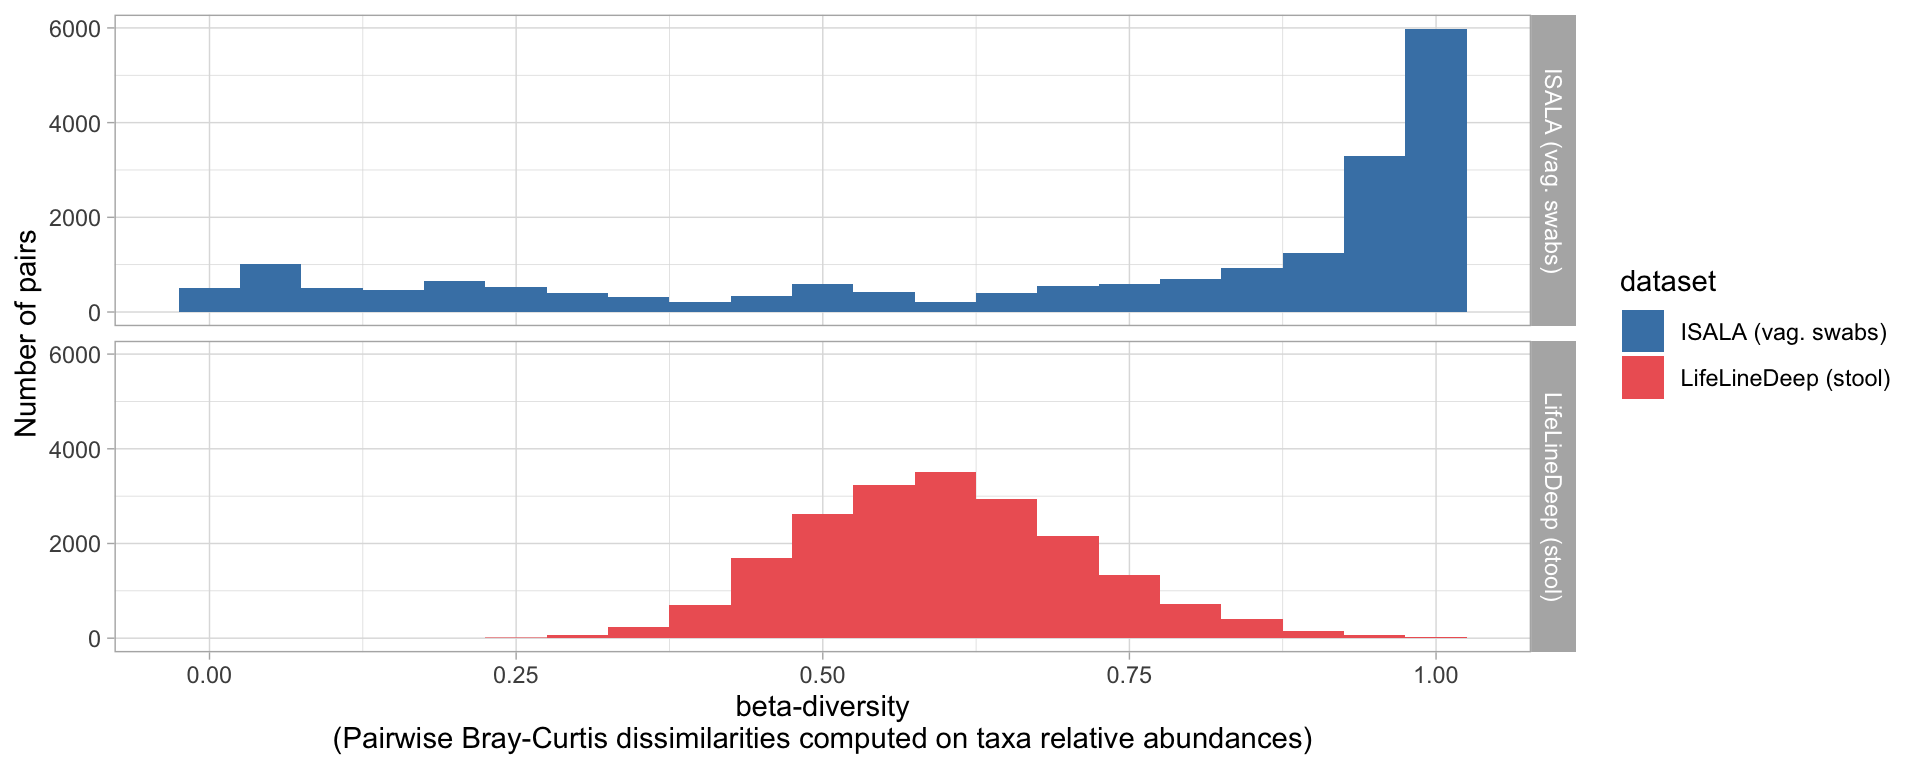 Number of pairs
6000
4000
2000
0
ISALA (vag. swabs)
6000
4000
2000
0
LifeLineDeep (stool)
0.00 0.25 0.50 0.75 1.00
beta-diversity
(Pairwise Bray-Curtis dissimilarities computed on taxa relative abundances)
dataset
ISALA (vag. swabs)
LifeLineDeep (stool)